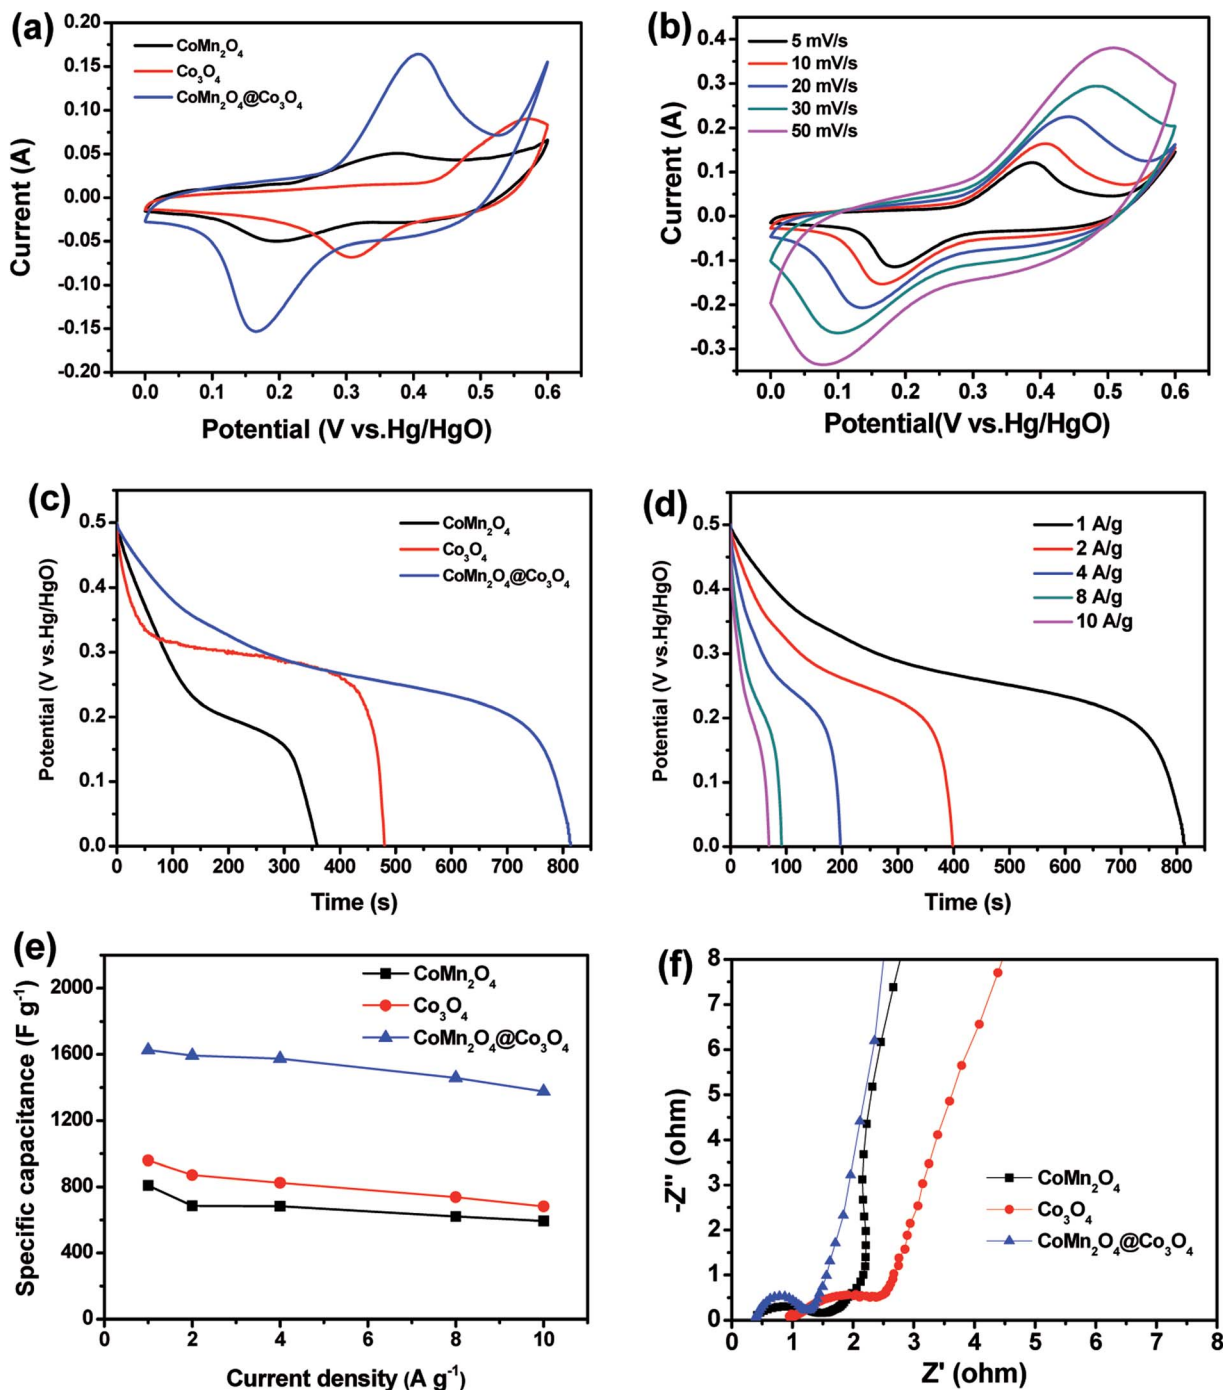 (a)
CoMn₂O₄
Co₃O₄
CoMn₂O₄@Co₃O₄
0.20
0.15
0.10
0.05
0.00
-0.05
-0.10
-0.15
-0.20
Current (A)
0.0 0.1 0.2 0.3 0.4 0.5 0.6
Potential (V vs.Hg/HgO)
(b)
5 mV/s
10 mV/s
20 mV/s
30 mV/s
50 mV/s
0.4
0.3
0.2
0.1
0.0
-0.1
-0.2
-0.3
Current (A)
0.0 0.1 0.2 0.3 0.4 0.5 0.6
Potential(V vs.Hg/HgO)
(c)
CoMn₂O₄
Co₃O₄
CoMn₂O₄@Co₃O₄
0.5
0.4
0.3
0.2
0.1
0.0
Potential (V vs.Hg/HgO)
0 100 200 300 400 500 600 700 800
Time (s)
(d)
1 A/g
2 A/g
4 A/g
8 A/g
10 A/g
0.5
0.4
0.3
0.2
0.1
0.0
Potential (V vs.Hg/HgO)
0 100 200 300 400 500 600 700 800
Time (s)
(e)
CoMn₂O₄
Co₃O₄
CoMn₂O₄@Co₃O₄
2000
1600
1200
800
400
0
Specific capacitance (F g⁻¹)
0 2 4 6 8 10
Current density (A g⁻¹)
(f)
CoMn₂O₄
Co₃O₄
CoMn₂O₄@Co₃O₄
8
7
6
5
4
3
2
1
0
-Z'' (ohm)
0 1 2 3 4 5 6 7 8
Z' (ohm)